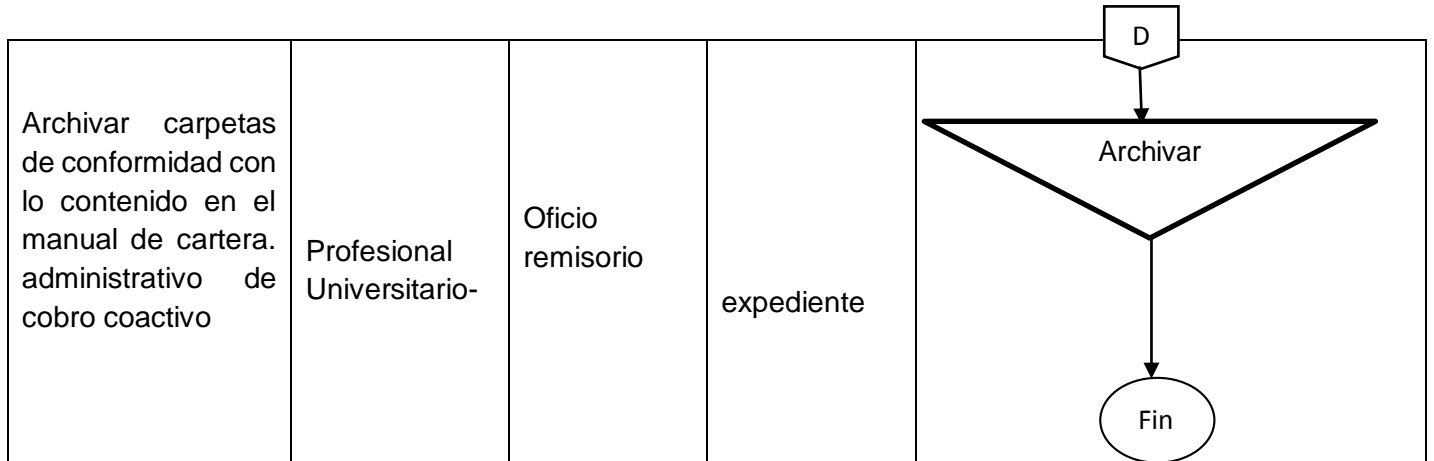 D
Archivar carpetas
de conformidad con
lo contenido en el
manual de cartera.
administrativo de
cobro coactivo
Profesional
Universitario-
Oficio
remisorio
expediente
Archivar
Fin